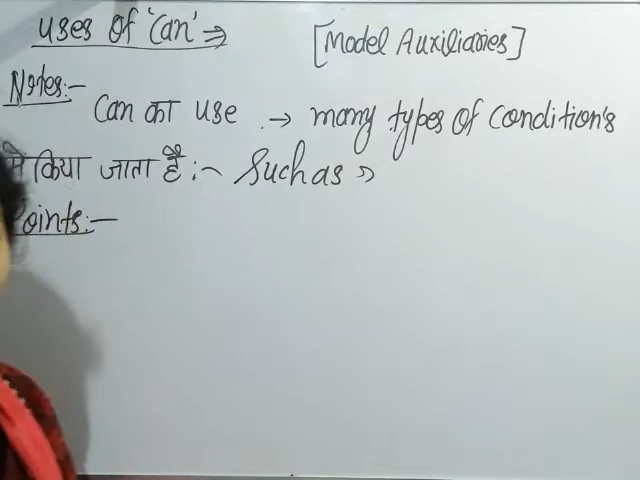 uses of 'Can' ⇒ [Model Auxiliaries]
Notes:-
Can का use → many types of condition's
में किया जाता है :- Such as
Points:-